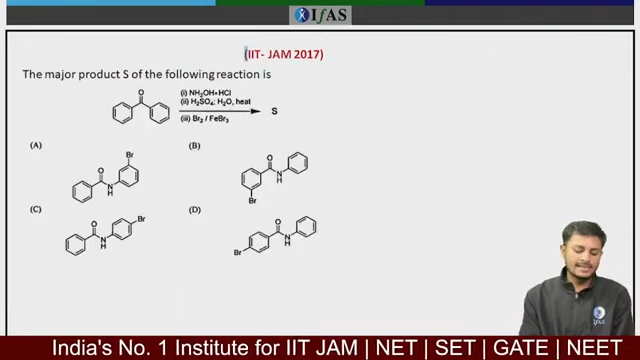 IfAS
(IIT- JAM 2017)
The major product S of the following reaction is
O
(i) NH₂OH•HCl
(ii) H₂SO₄; H₂O, heat
(iii) Br₂ / FeBr₃
S
(A)
Br
O
N
H
(B)
O
N
H
Br
(C)
O
Br
N
H
(D)
O
N
H
Br
IfAS
India's No. 1 Institute for IIT JAM | NET | SET | GATE | NEET